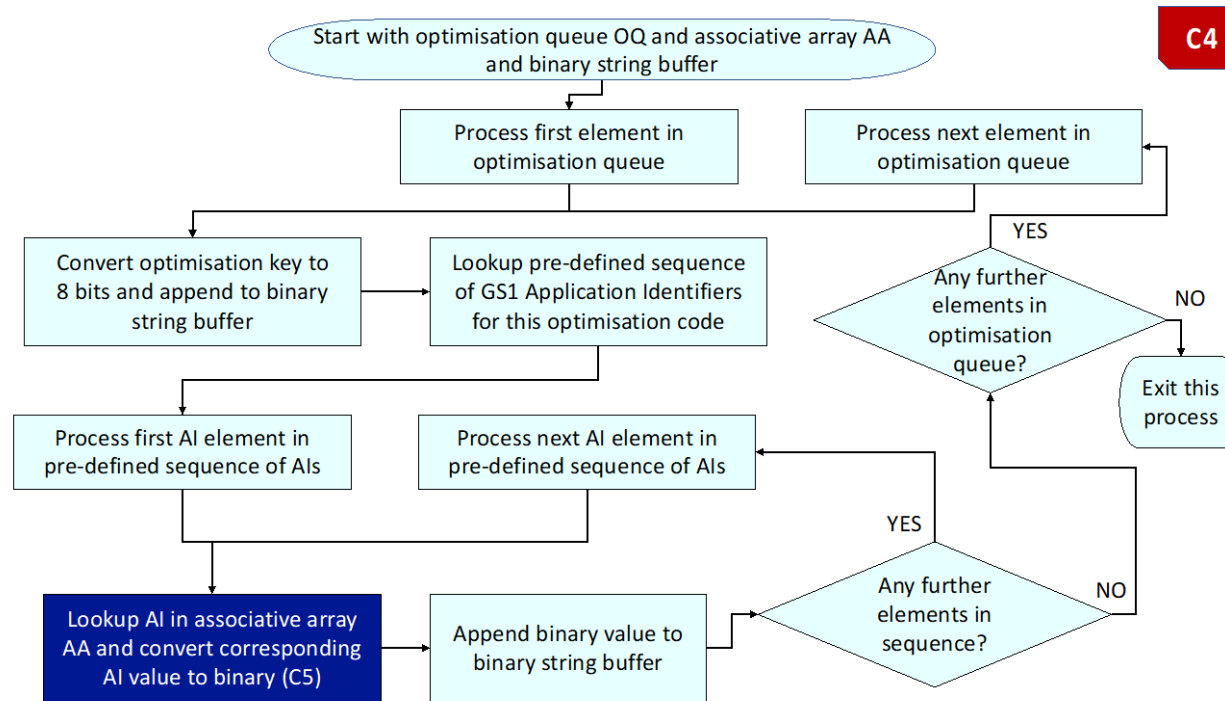 Start with optimisation queue OQ and associative array AA
and binary string buffer
C4
Process first element in
optimisation queue
Process next element in
optimisation queue
YES
Convert optimisation key to
8 bits and append to binary
string buffer
Lookup pre-defined sequence
of GS1 Application Identifiers
for this optimisation code
Any further
elements in
optimisation
queue?
NO
Exit this
process
Process first AI element in
pre-defined sequence of AIs
Process next AI element in
pre-defined sequence of AIs
YES
Lookup AI in associative array
AA and convert corresponding
AI value to binary (C5)
Append binary value to
binary string buffer
Any further
elements in
sequence?
NO